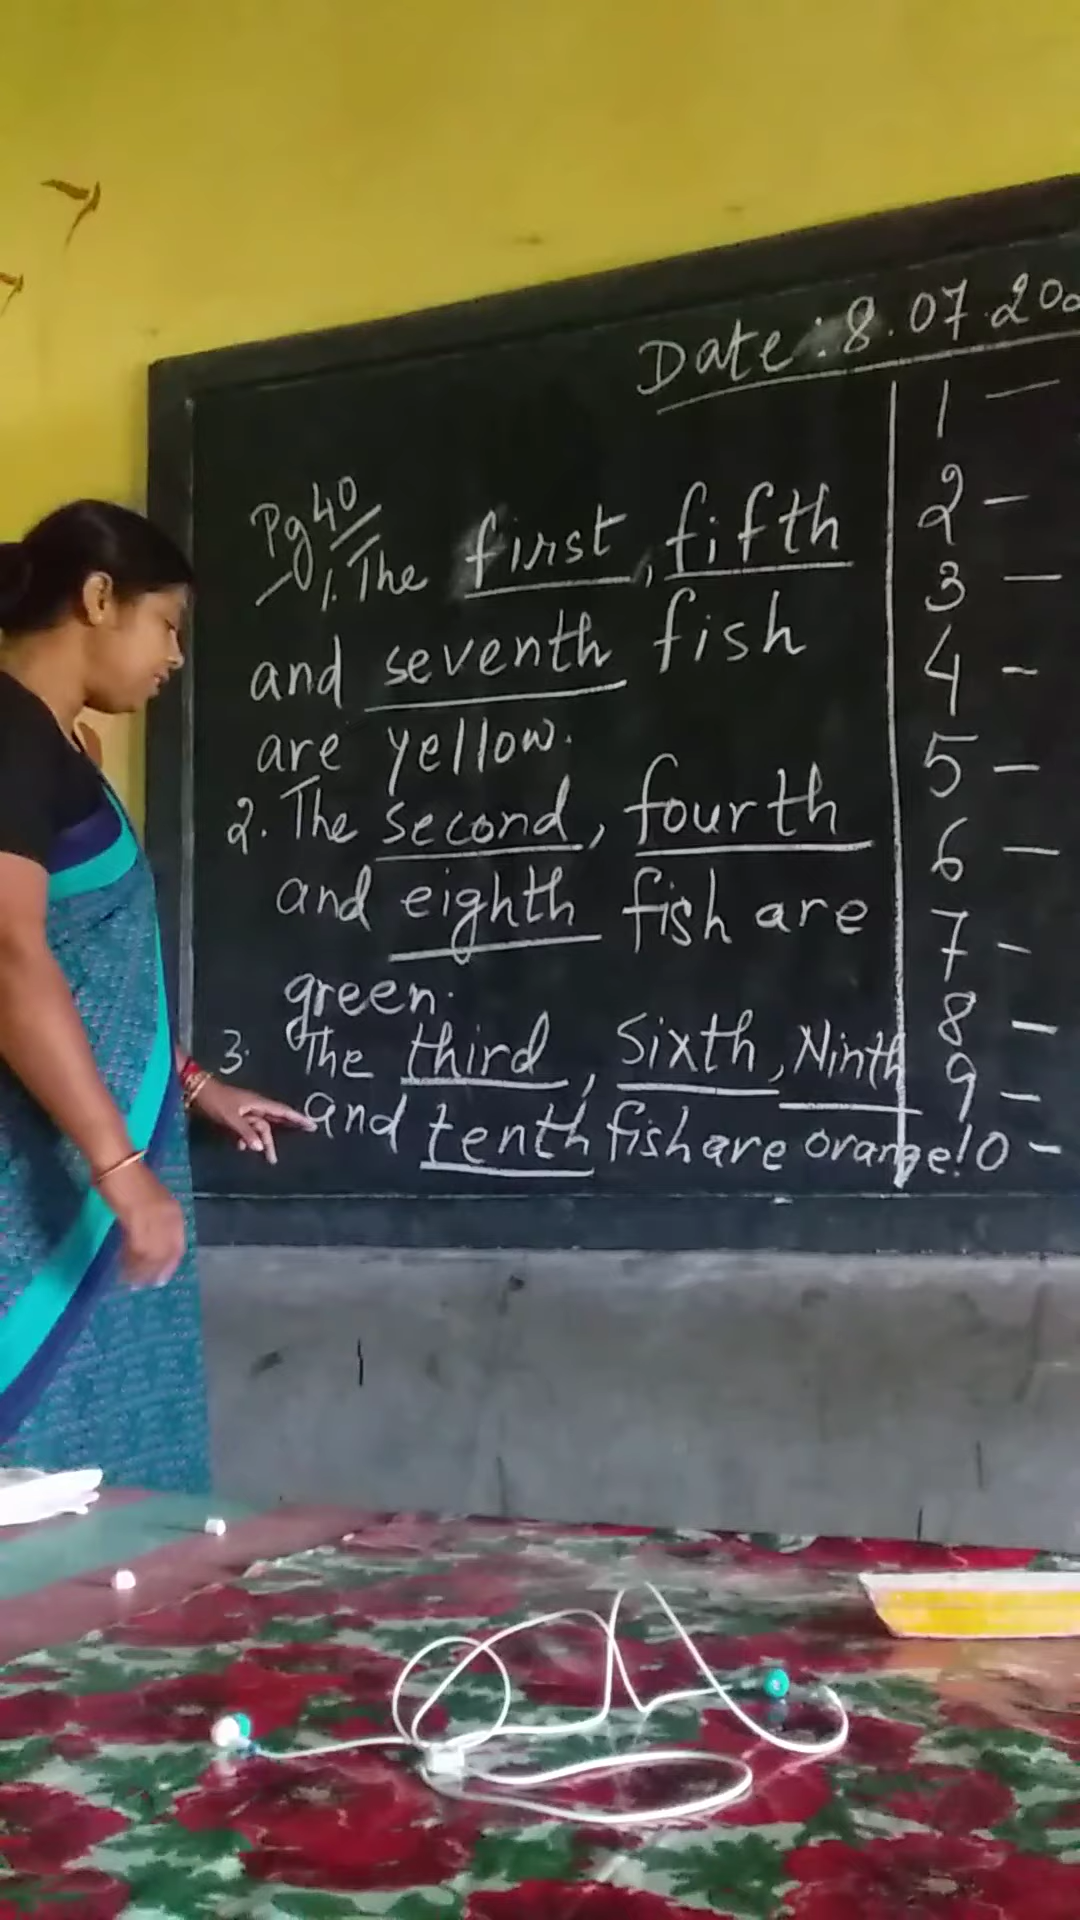 Date: 8.07.20
Pg 40
1. The first, fifth
and seventh fish
are yellow.
2. The second, fourth
and eighth fish are
green.
3. The third, Sixth, Ninth
and tenth fish are orange.
1 —
2 —
3 —
4 —
5 —
6 —
7 —
8 —
9 —
10 —